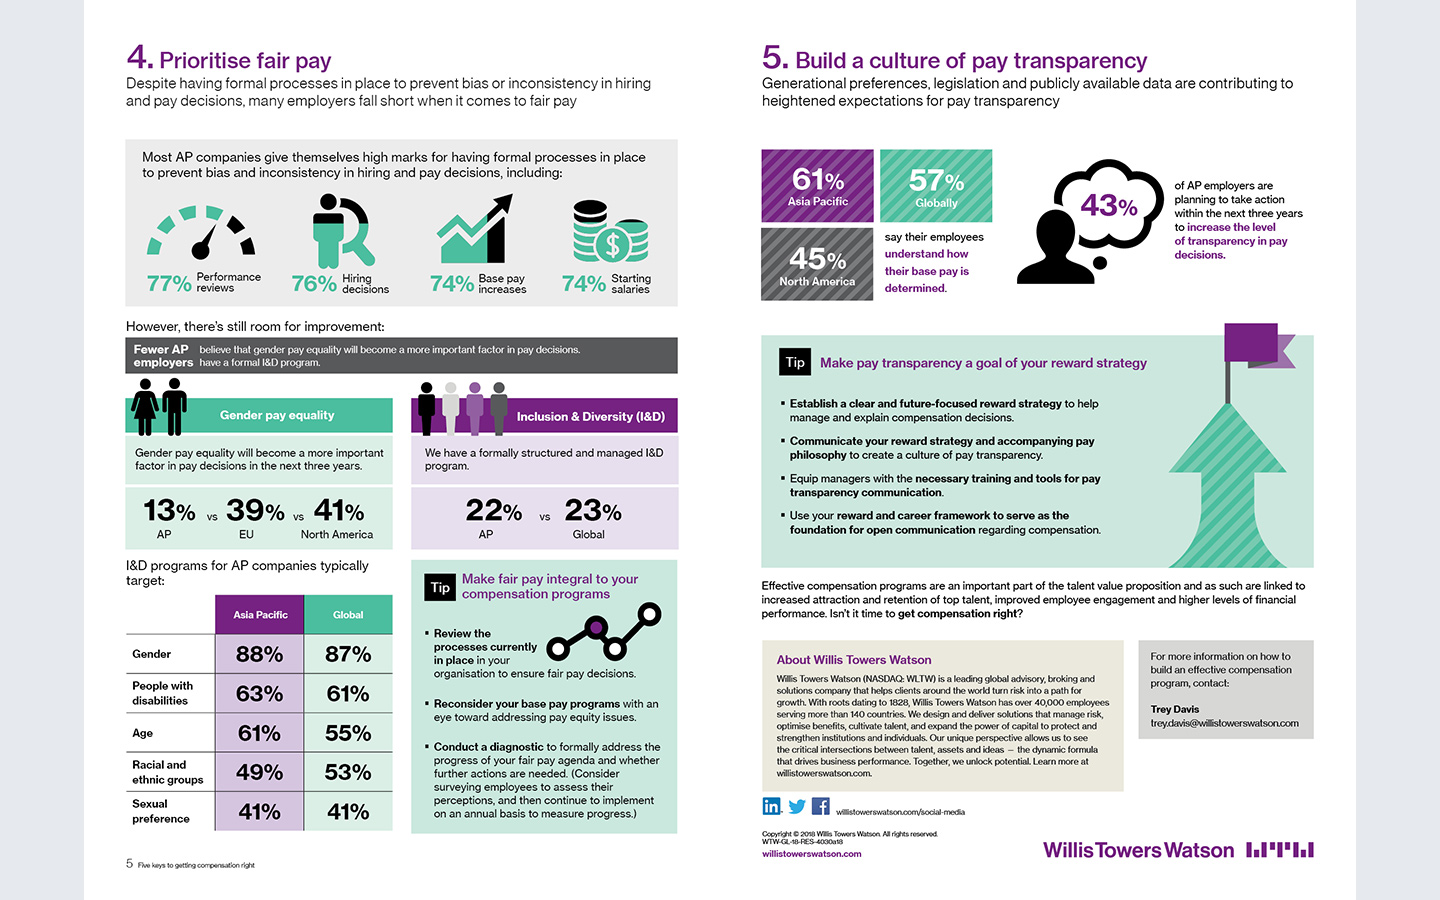 4. Prioritise fair pay
Despite having formal processes in place to prevent bias or inconsistency in hiring
and pay decisions, many employers fall short when it comes to fair pay
Most AP companies give themselves high marks for having formal processes in place
to prevent bias and inconsistency in hiring and pay decisions, including:
77% Performance
reviews
76% Hiring
decisions
74% Base pay
increases
74% Starting
salaries
However, there's still room for improvement:
Fewer AP
employers
believe that gender pay equality will become a more important factor in pay decisions.
have a formal I&D program.
Gender pay equality
Gender pay equality will become a more important
factor in pay decisions in the next three years.
13% vs 39% vs 41%
AP EU North America
Inclusion & Diversity (I&D)
We have a formally structured and managed I&D
program.
22% vs 23%
AP Global
I&D programs for AP companies typically
target:
Asia Pacific Global
Gender 88% 87%
People with
disabilities 63% 61%
Age 61% 55%
Racial and
ethnic groups 49% 53%
Sexual
preference 41% 41%
Tip
Make fair pay integral to your
compensation programs
▪ Review the
processes currently
in place in your
organisation to ensure fair pay decisions.
▪ Reconsider your base pay programs with an
eye toward addressing pay equity issues.
▪ Conduct a diagnostic to formally address the
progress of your fair pay agenda and whether
further actions are needed. (Consider
surveying employees to assess their
perceptions, and then continue to implement
on an annual basis to measure progress.)
5 Five keys to getting compensation right
5. Build a culture of pay transparency
Generational preferences, legislation and publicly available data are contributing to
heightened expectations for pay transparency
61%
Asia Pacific
57%
Globally
45%
North America
say their employees
understand how
their base pay is
determined.
43%
of AP employers are
planning to take action
within the next three years
to increase the level
of transparency in pay
decisions.
Tip
Make pay transparency a goal of your reward strategy
▪ Establish a clear and future-focused reward strategy to help
manage and explain compensation decisions.
▪ Communicate your reward strategy and accompanying pay
philosophy to create a culture of pay transparency.
▪ Equip managers with the necessary training and tools for pay
transparency communication.
▪ Use your reward and career framework to serve as the
foundation for open communication regarding compensation.
Effective compensation programs are an important part of the talent value proposition and as such are linked to
increased attraction and retention of top talent, improved employee engagement and higher levels of financial
performance. Isn't it time to get compensation right?
About Willis Towers Watson
Willis Towers Watson (NASDAQ: WLTW) is a leading global advisory, broking and
solutions company that helps clients around the world turn risk into a path for
growth. With roots dating to 1828, Willis Towers Watson has over 40,000 employees
serving more than 140 countries. We design and deliver solutions that manage risk,
optimise benefits, cultivate talent, and expand the power of capital to protect and
strengthen institutions and individuals. Our unique perspective allows us to see
the critical intersections between talent, assets and ideas — the dynamic formula
that drives business performance. Together, we unlock potential. Learn more at
willistowerswatson.com.
For more information on how to
build an effective compensation
program, contact:
Trey Davis
trey.davis@willistowerswatson.com
in
f
willistowerswatson.com/social-media
Copyright © 2018 Willis Towers Watson. All rights reserved.
WTW-GL-18-RES-4030a18
willistowerswatson.com
Willis Towers Watson